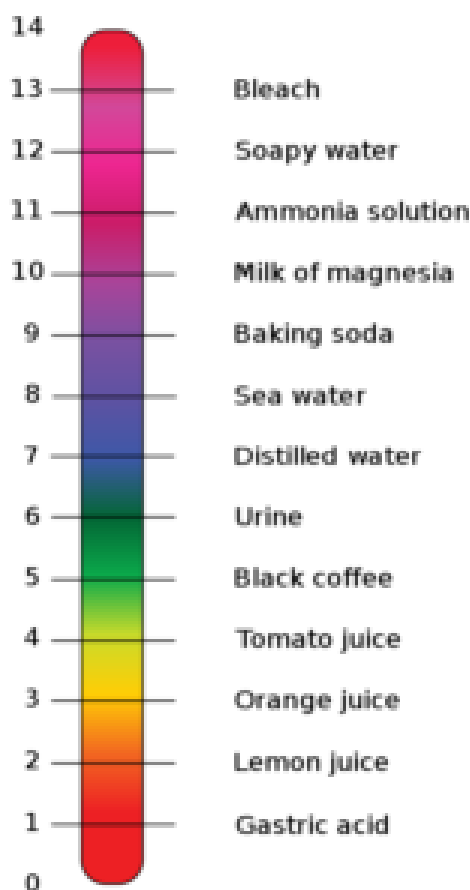 14
13 Bleach
12 Soapy water
11 Ammonia solution
10 Milk of magnesia
9 Baking soda
8 Sea water
7 Distilled water
6 Urine
5 Black coffee
4 Tomato juice
3 Orange juice
2 Lemon juice
1 Gastric acid
0